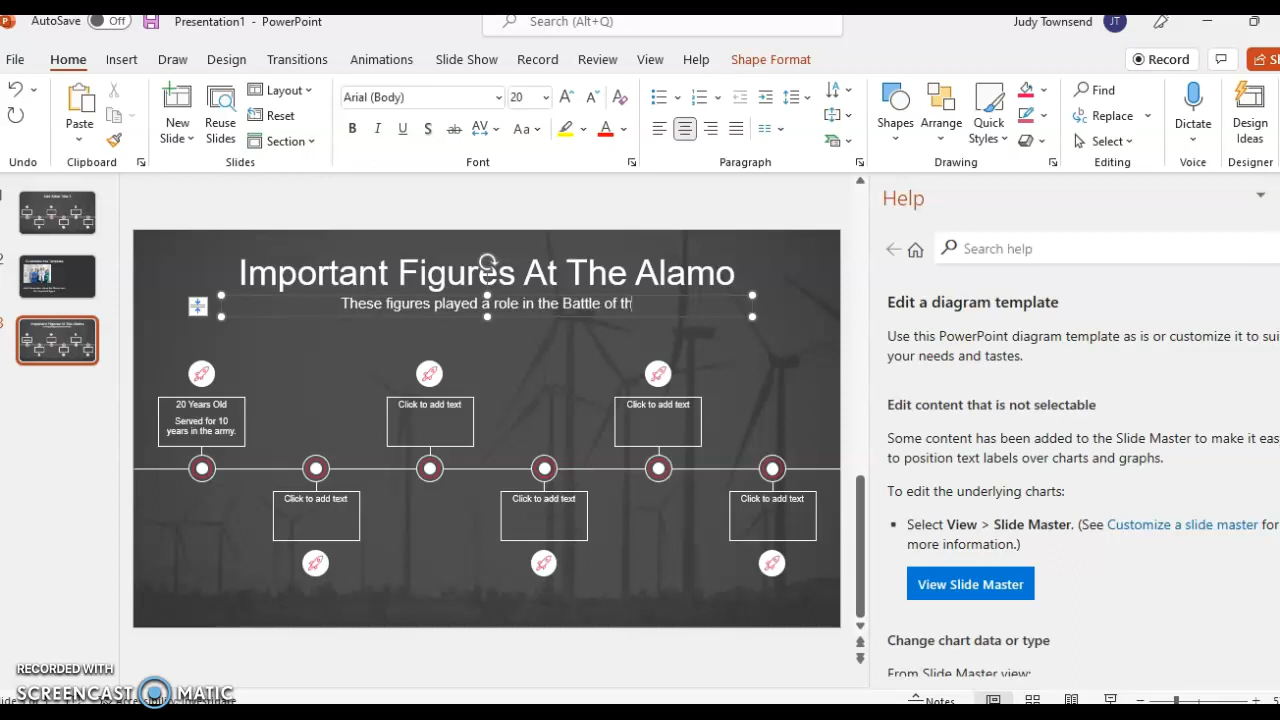 AutoSave Off Presentation1 - PowerPoint Search (Alt+Q) Judy Townsend JT
File Home Insert Draw Design Transitions Animations Slide Show Record Review View Help Shape Format Record
Paste New Slide Reuse Slides Layout Reset Section Arial (Body) 20 Shapes Arrange Quick Styles Find Replace Select Dictate Design Ideas
Undo Clipboard Slides Font Paragraph Drawing Editing Voice Designer
2
3
Important Figures At The Alamo
These figures played a role in the Battle of th
20 Years Old
Served for 10
years in the army.
Click to add text
Click to add text
Click to add text
Click to add text
Click to add text
Help
Search help
Edit a diagram template
Use this PowerPoint diagram template as is or customize it to sui
your needs and tastes.
Edit content that is not selectable
Some content has been added to the Slide Master to make it eas
to position text labels over charts and graphs.
To edit the underlying charts:
Select View > Slide Master. (See Customize a slide master for
more information.)
View Slide Master
Change chart data or type
From Slide Master view:
RECORDED WITH
SCREENCAST MATIC
Notes